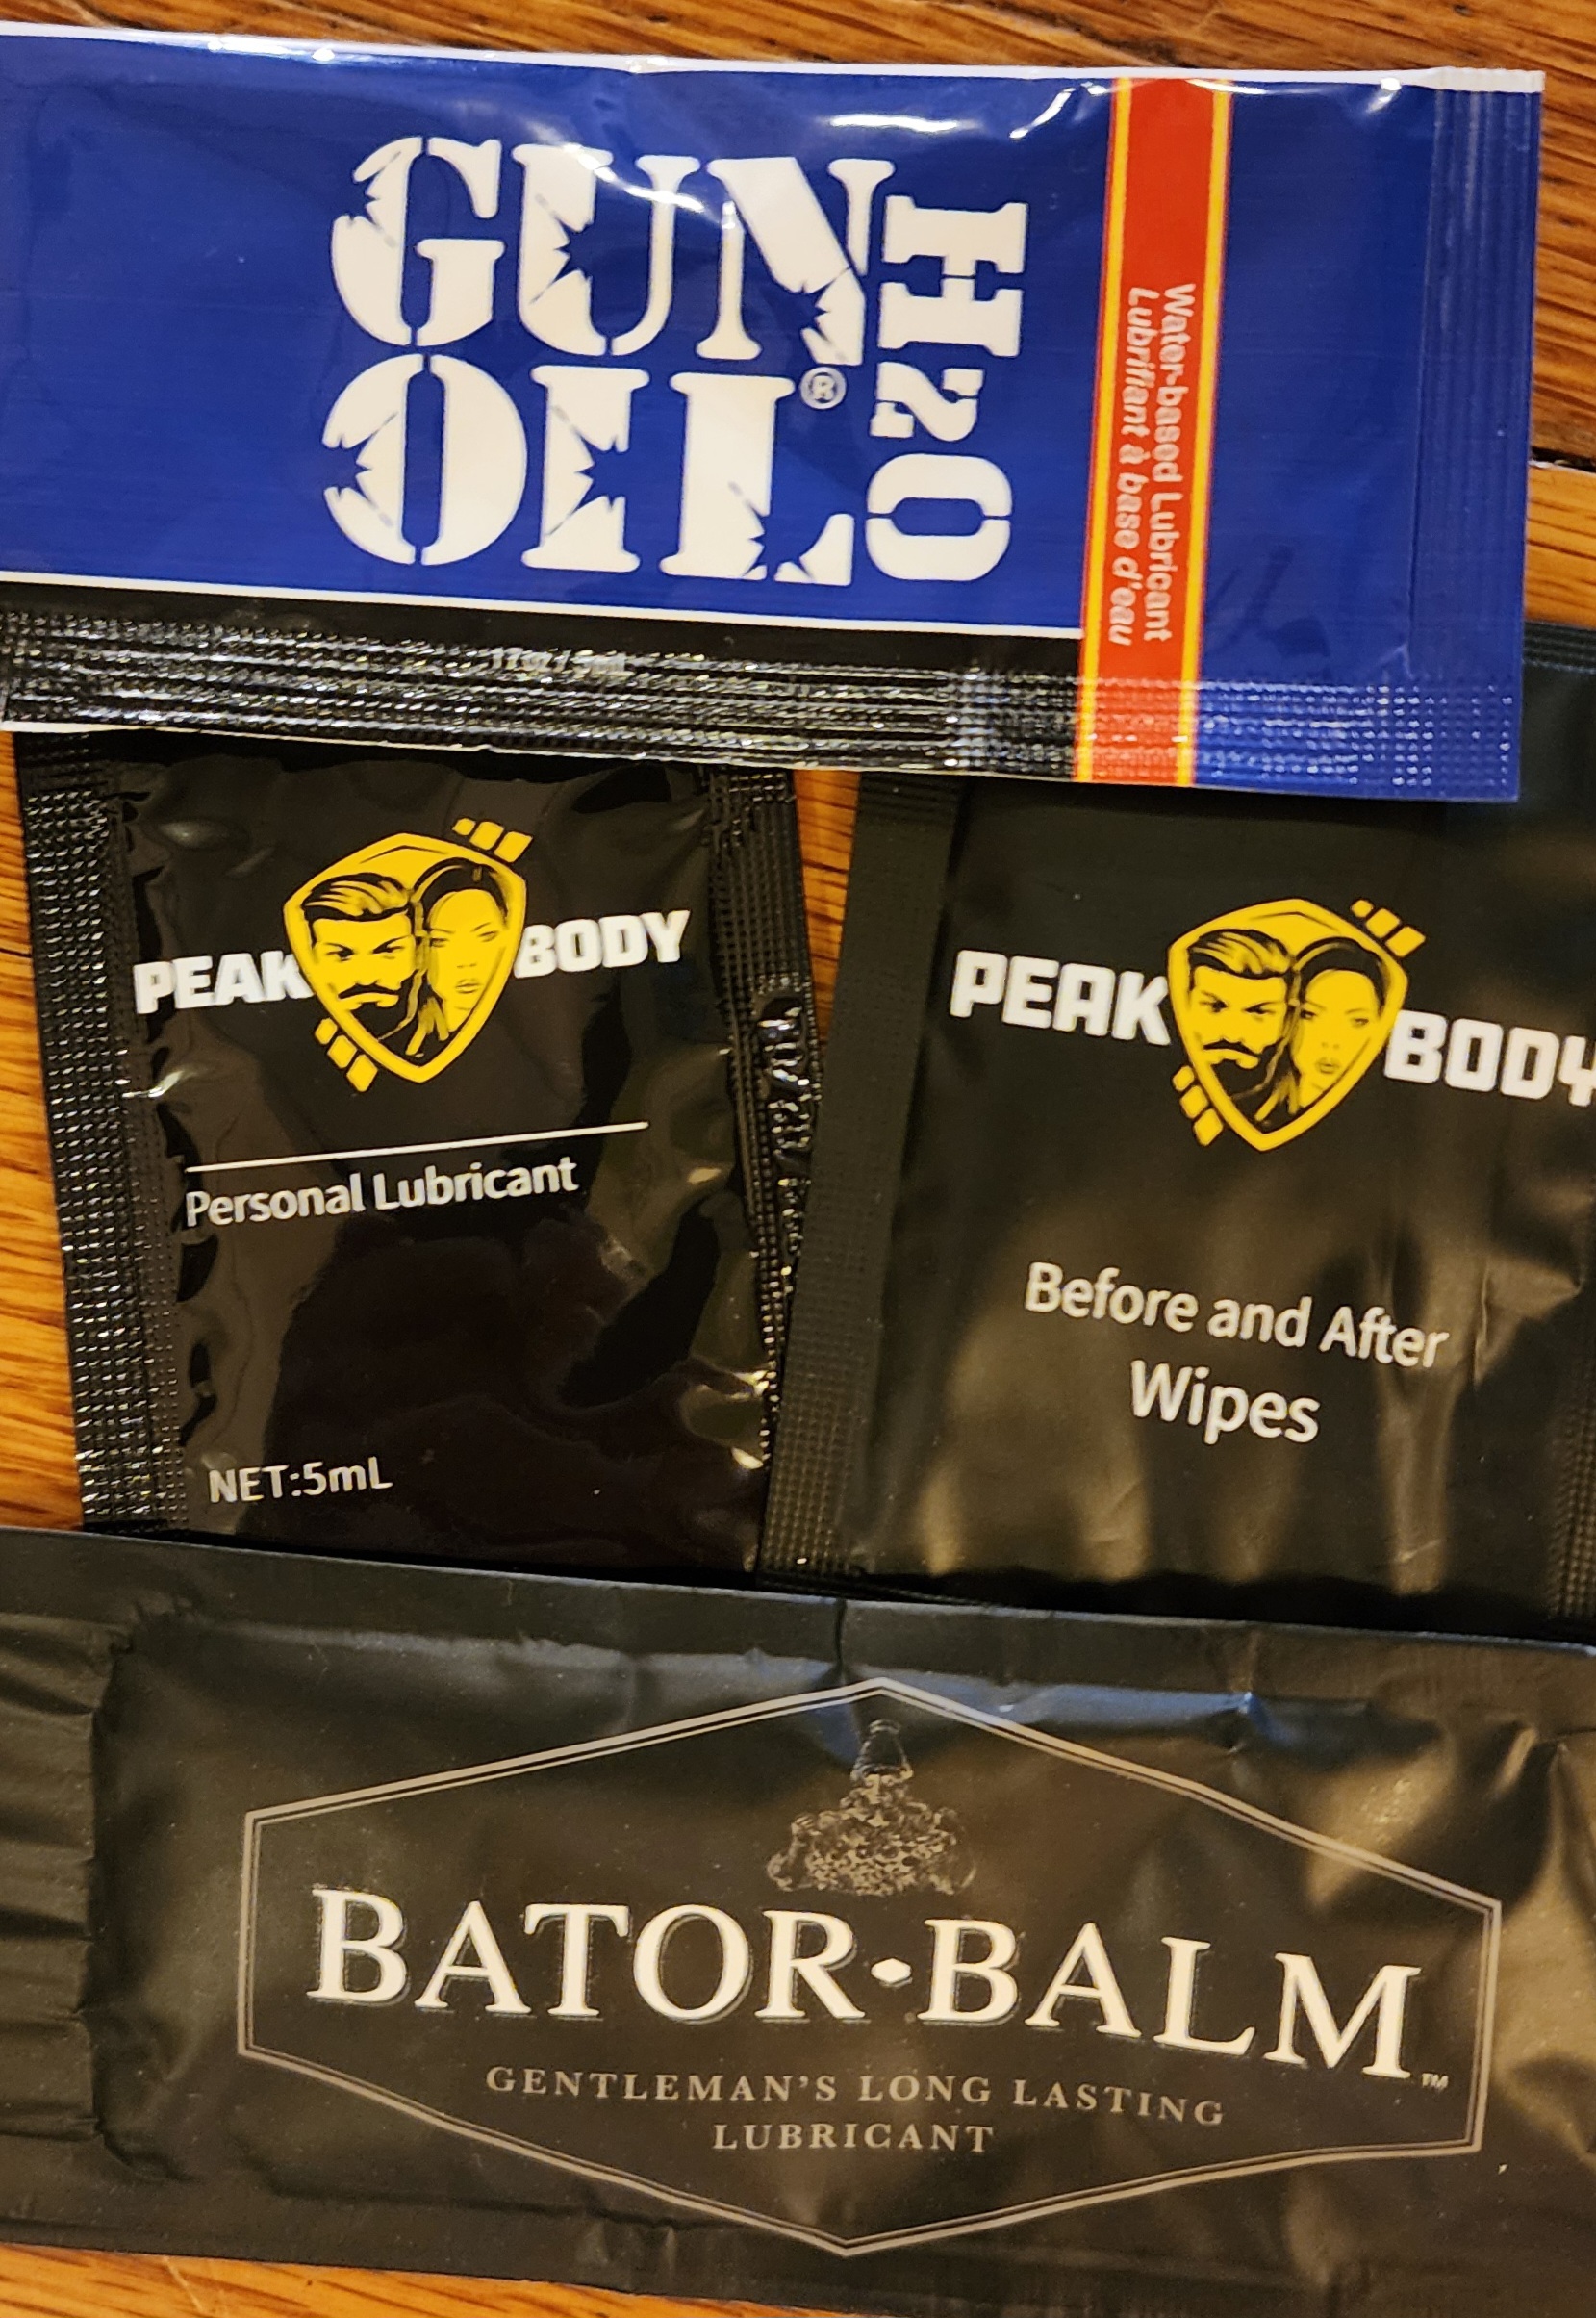 GUN
OIL®
H2O
Water-based Lubricant
Lubrifiant à base d'eau
PEAK BODY
Personal Lubricant
NET:5mL
PEAK BODY
Before and After
Wipes
BATOR·BALM™
GENTLEMAN'S LONG LASTING
LUBRICANT